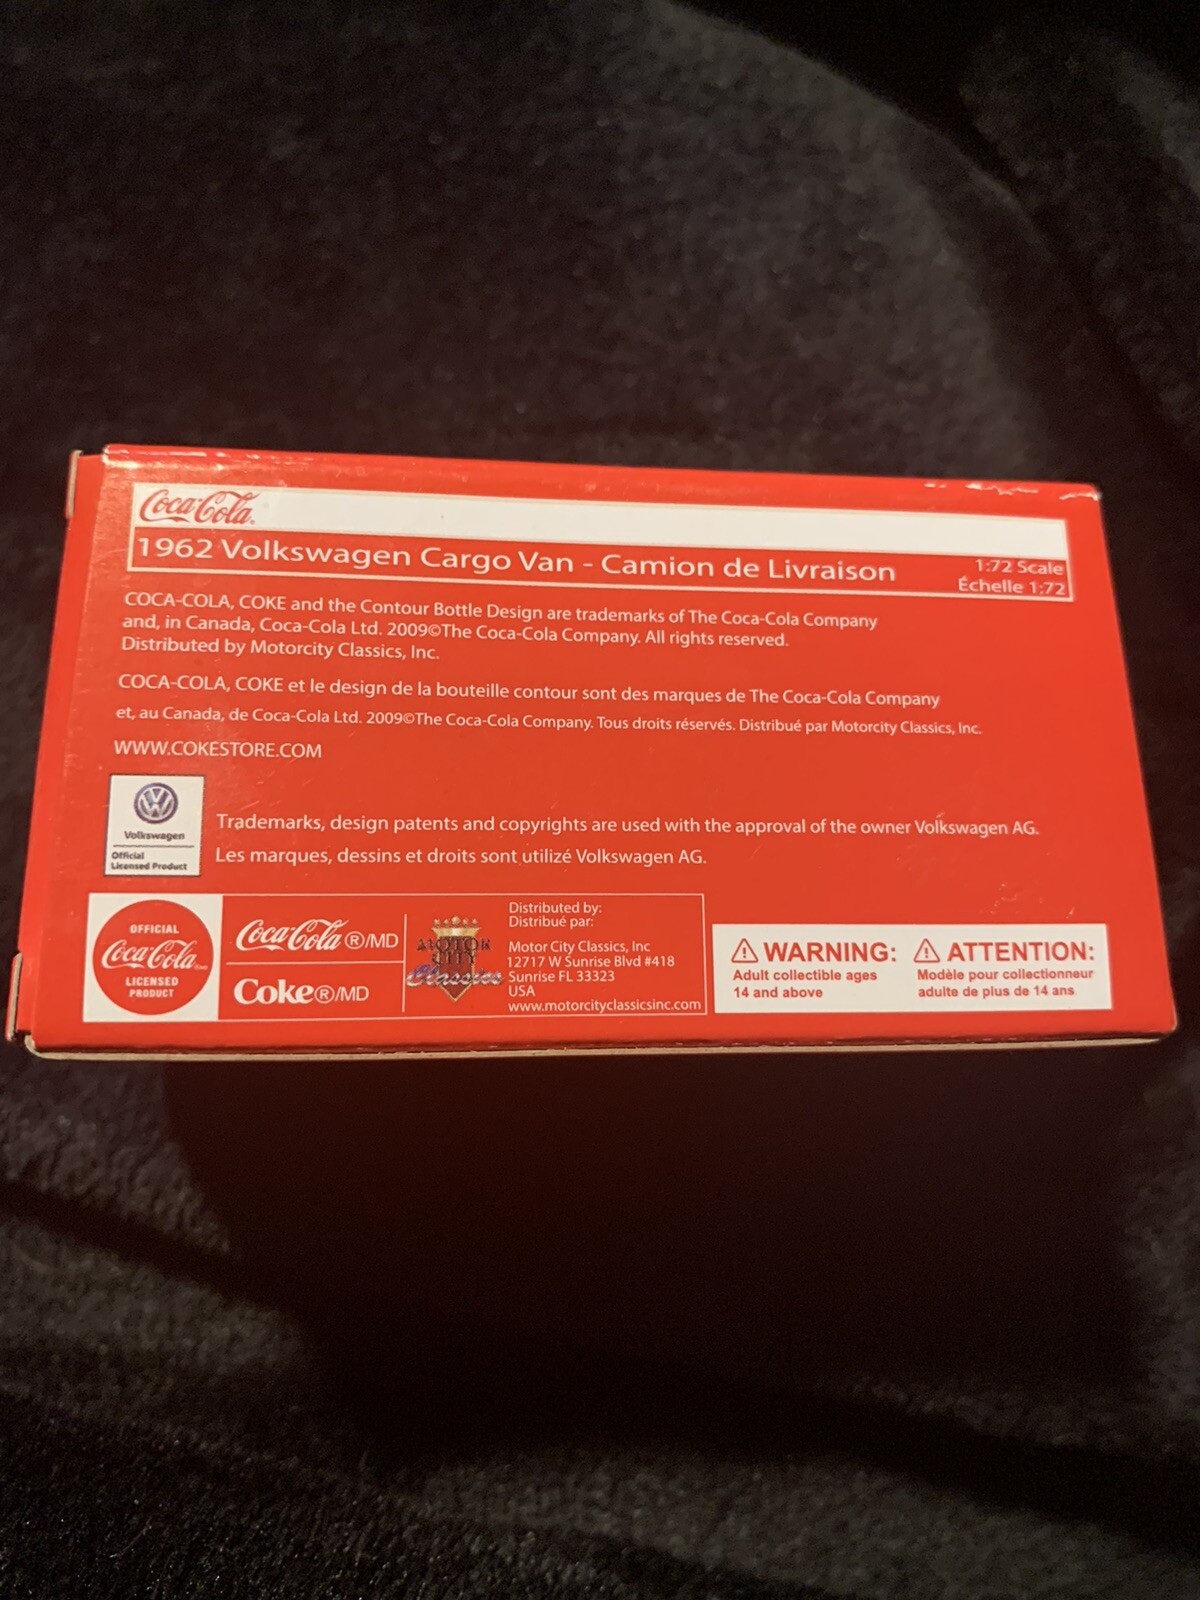 Coca-Cola
1962 Volkswagen Cargo Van - Camion de Livraison
1:72 Scale
Échelle 1:72
COCA-COLA, COKE and the Contour Bottle Design are trademarks of The Coca-Cola Company
and, in Canada, Coca-Cola Ltd. 2009©The Coca-Cola Company. All rights reserved.
Distributed by Motorcity Classics, Inc.
COCA-COLA, COKE et le design de la bouteille contour sont des marques de The Coca-Cola Company
et, au Canada, de Coca-Cola Ltd. 2009©The Coca-Cola Company. Tous droits réservés. Distribué par Motorcity Classics, Inc.
WWW.COKESTORE.COM
Volkswagen
Official
Licensed Product
Trademarks, design patents and copyrights are used with the approval of the owner Volkswagen AG.
Les marques, dessins et droits sont utilizé Volkswagen AG.
OFFICIAL
Coca-Cola
LICENSED
PRODUCT
Coca-Cola®/MD
Coke®/MD
MOTOR
CITY
Classics
Distributed by:
Distribué par:
Motor City Classics, Inc
12717 W Sunrise Blvd #418
Sunrise FL 33323
USA
www.motorcityclassicsinc.com
WARNING:
Adult collectible ages
14 and above
ATTENTION:
Modèle pour collectionneur
adulte de plus de 14 ans